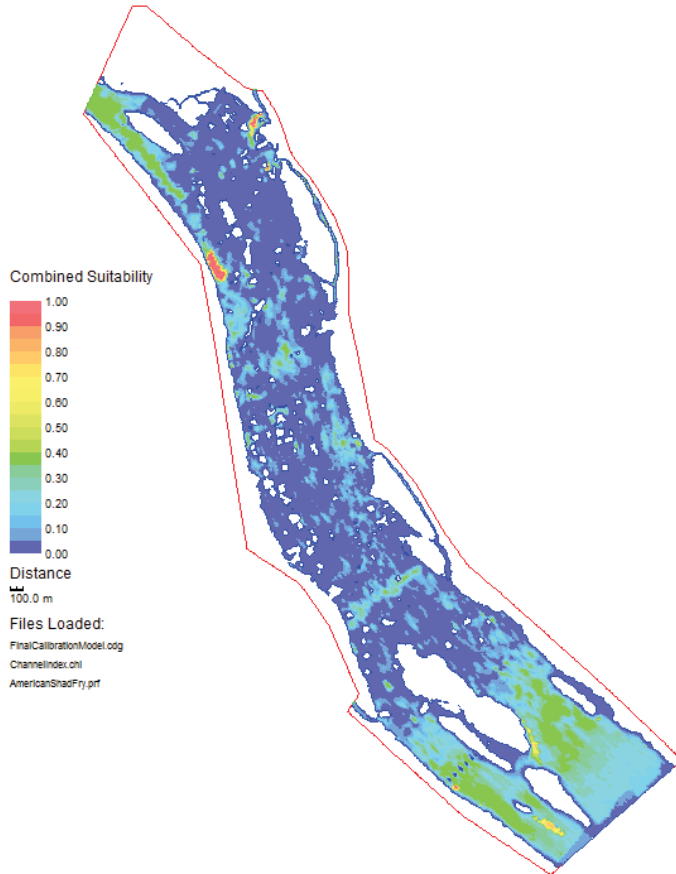 Combined Suitability
1.00
0.90
0.80
0.70
0.60
0.50
0.40
0.30
0.20
0.10
0.00
Distance
100.0 m
Files Loaded:
FinalCalibrationModel.cdg
ChannelIndex.chi
AmericanShadFry.prf